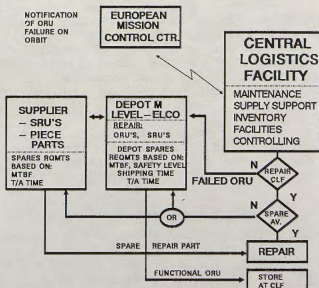 NOTIFICATION
OF ORU
FAILURE ON
ORBIT
EUROPEAN
MISSION
CONTROL CTR.
CENTRAL
LOGISTICS
FACILITY
MAINTENANCE
SUPPLY SUPPORT
INVENTORY
FACILITIES
CONTROLLING
SUPPLIER
– SRU'S
– PIECE
PARTS
SPARES RQMTS
BASED ON:
MTBF
T/A TIME
DEPOT M
LEVEL–ELCO
REPAIR:
ORU'S, SRU'S
DEPOT SPARES
REQMTS BASED ON:
MTBF, SAFETY LEVEL
SHIPPING TIME
T/A TIME
FAILED ORU
N
REPAIR
CLF
Y
OR
N
SPARE
AV.
Y
SPARE REPAIR PART
REPAIR
FUNCTIONAL ORU
STORE
AT CLF